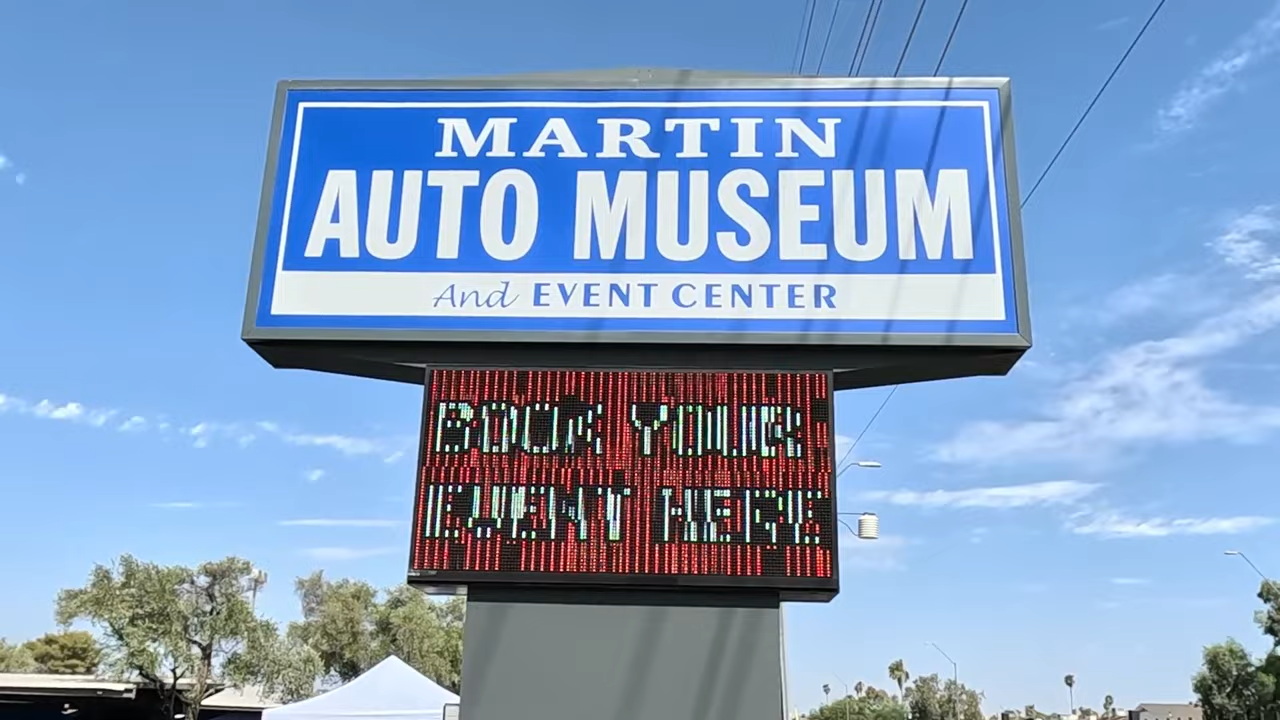 MARTIN
AUTO MUSEUM
And EVENT CENTER
BOOK YOUR
EVENT HERE